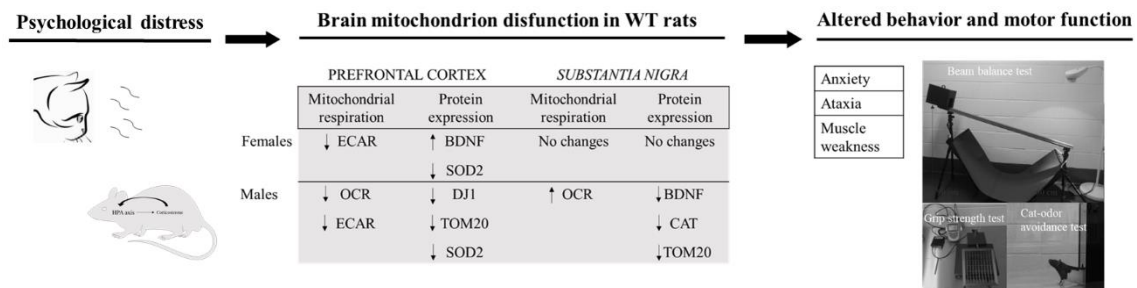 Psychological distress
Brain mitochondrion disfunction in WT rats
Altered behavior and motor function
HPA axis
Corticosterone
PREFRONTAL CORTEX SUBSTANTIA NIGRA
Mitochondrial respiration Protein expression Mitochondrial respiration Protein expression
Females ↓ ECAR ↑ BDNF No changes No changes
↓ SOD2
Males ↓ OCR ↓ DJ1 ↑ OCR ↓BDNF
↓ ECAR ↓TOM20 ↓ CAT
↓ SOD2 ↓TOM20
Anxiety
Ataxia
Muscle
weakness
Beam balance test
Grip strength test
Cat-odor
avoidance test